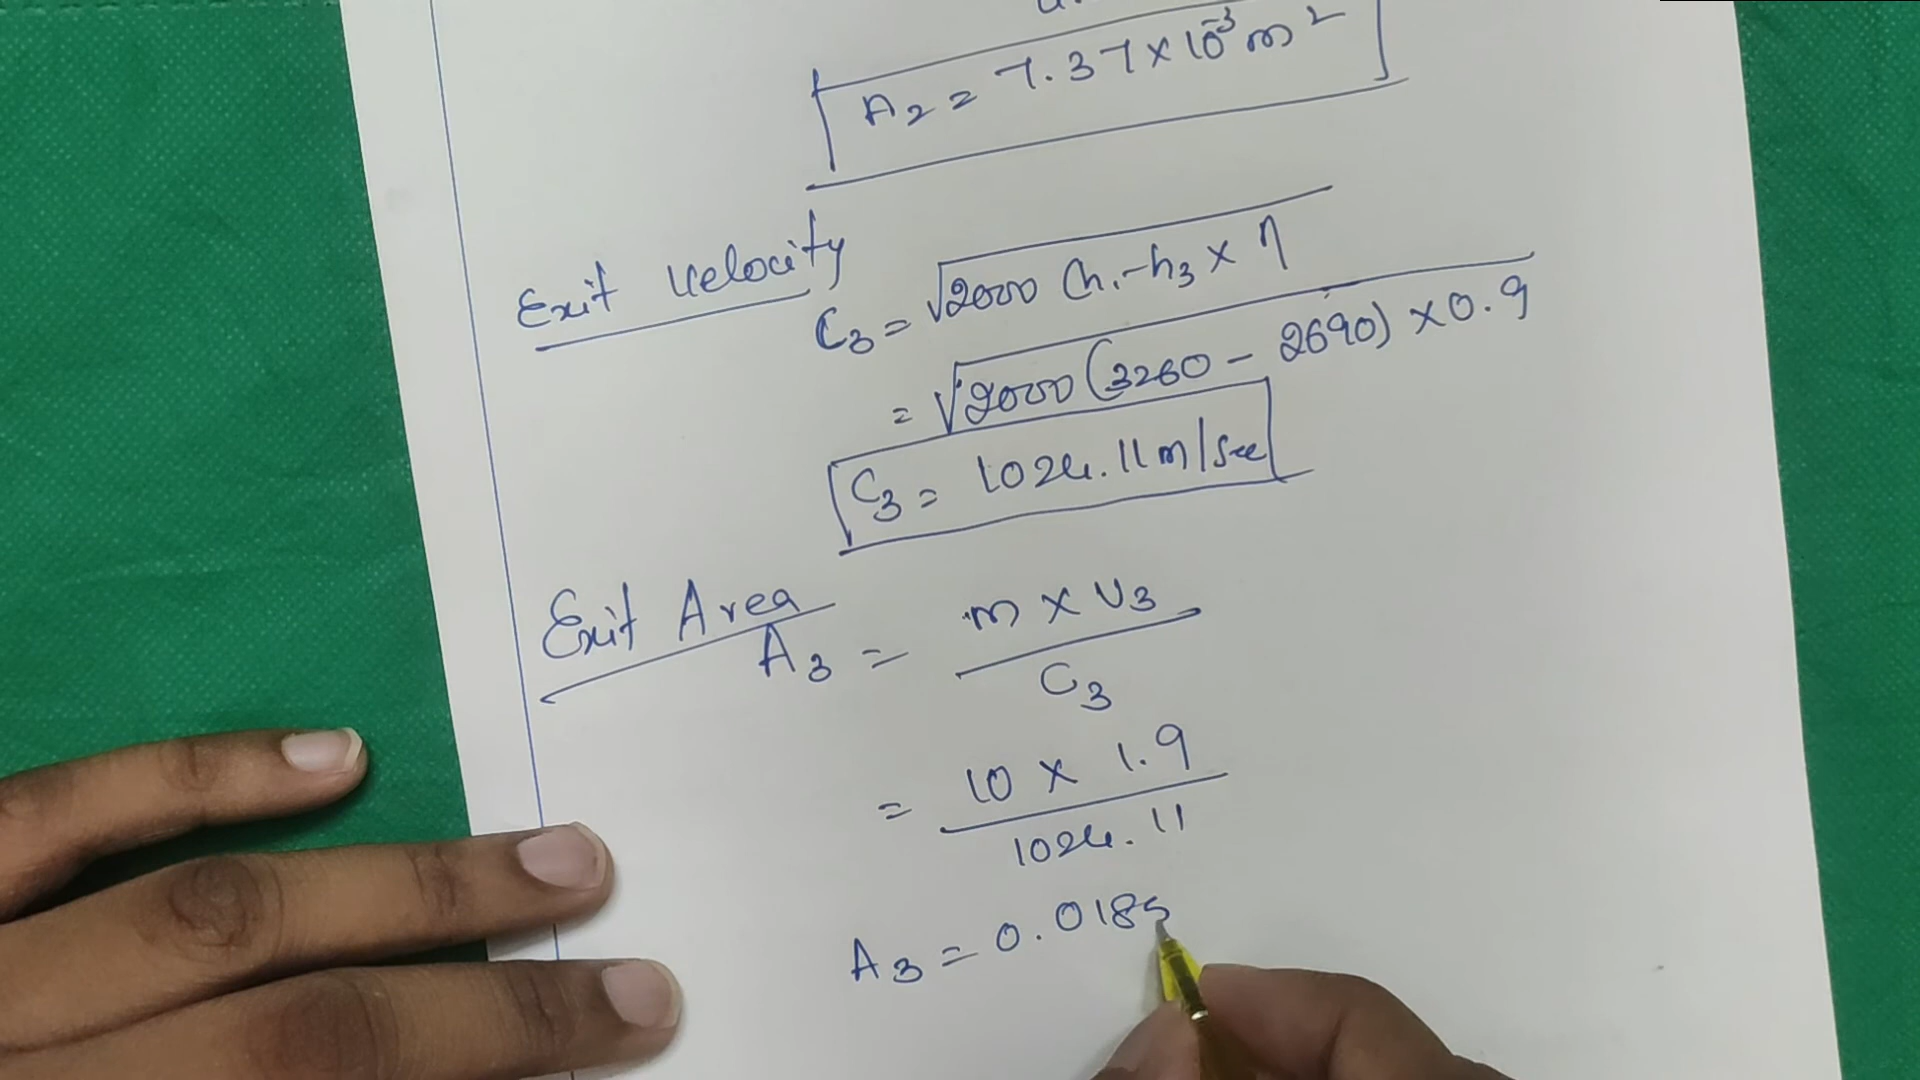 A2 = 7.37 × 10^-3 m^2
Exit Velocity
C3 = √2000 (h1 - h3 × η
= √2000 (3260 - 2690) × 0.9
C3 = 1024.11 m/sec
Exit Area
A3 = m × v3 / C3
= 10 × 1.9 / 1024.11
A3 = 0.0185